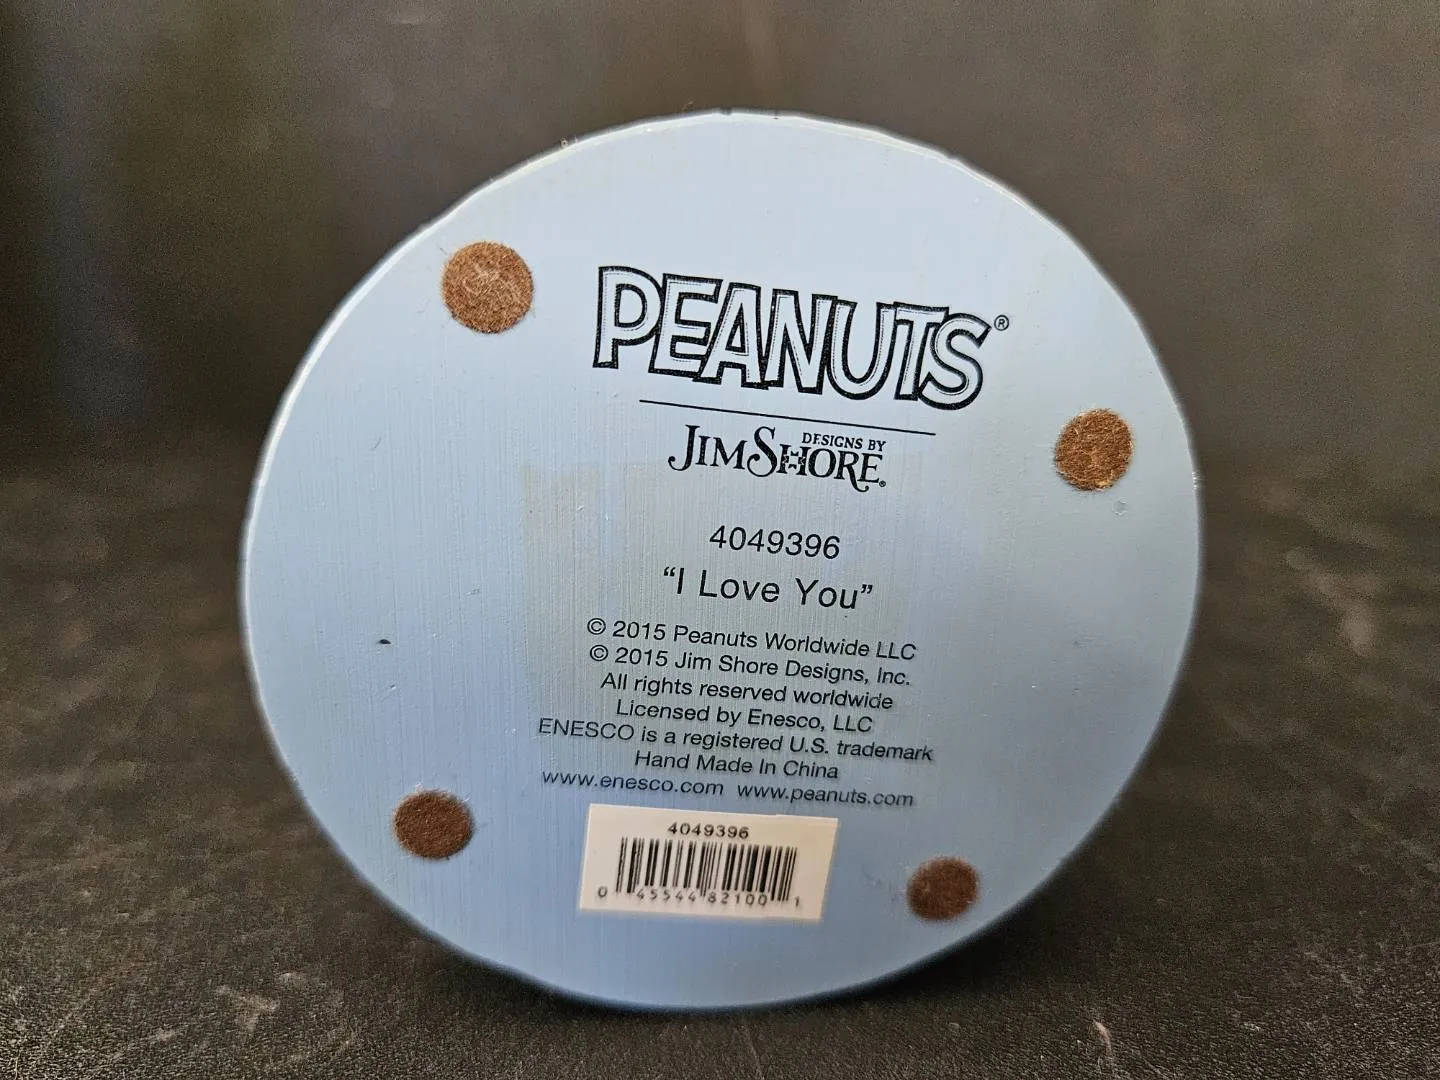 PEANUTS®
DESIGNS BY
JIM SHORE®
4049396
“I Love You”
© 2015 Peanuts Worldwide LLC
© 2015 Jim Shore Designs, Inc.
All rights reserved worldwide
Licensed by Enesco, LLC
ENESCO is a registered U.S. trademark
Hand Made In China
www.enesco.com www.peanuts.com
4049396
0 45544 82100 1